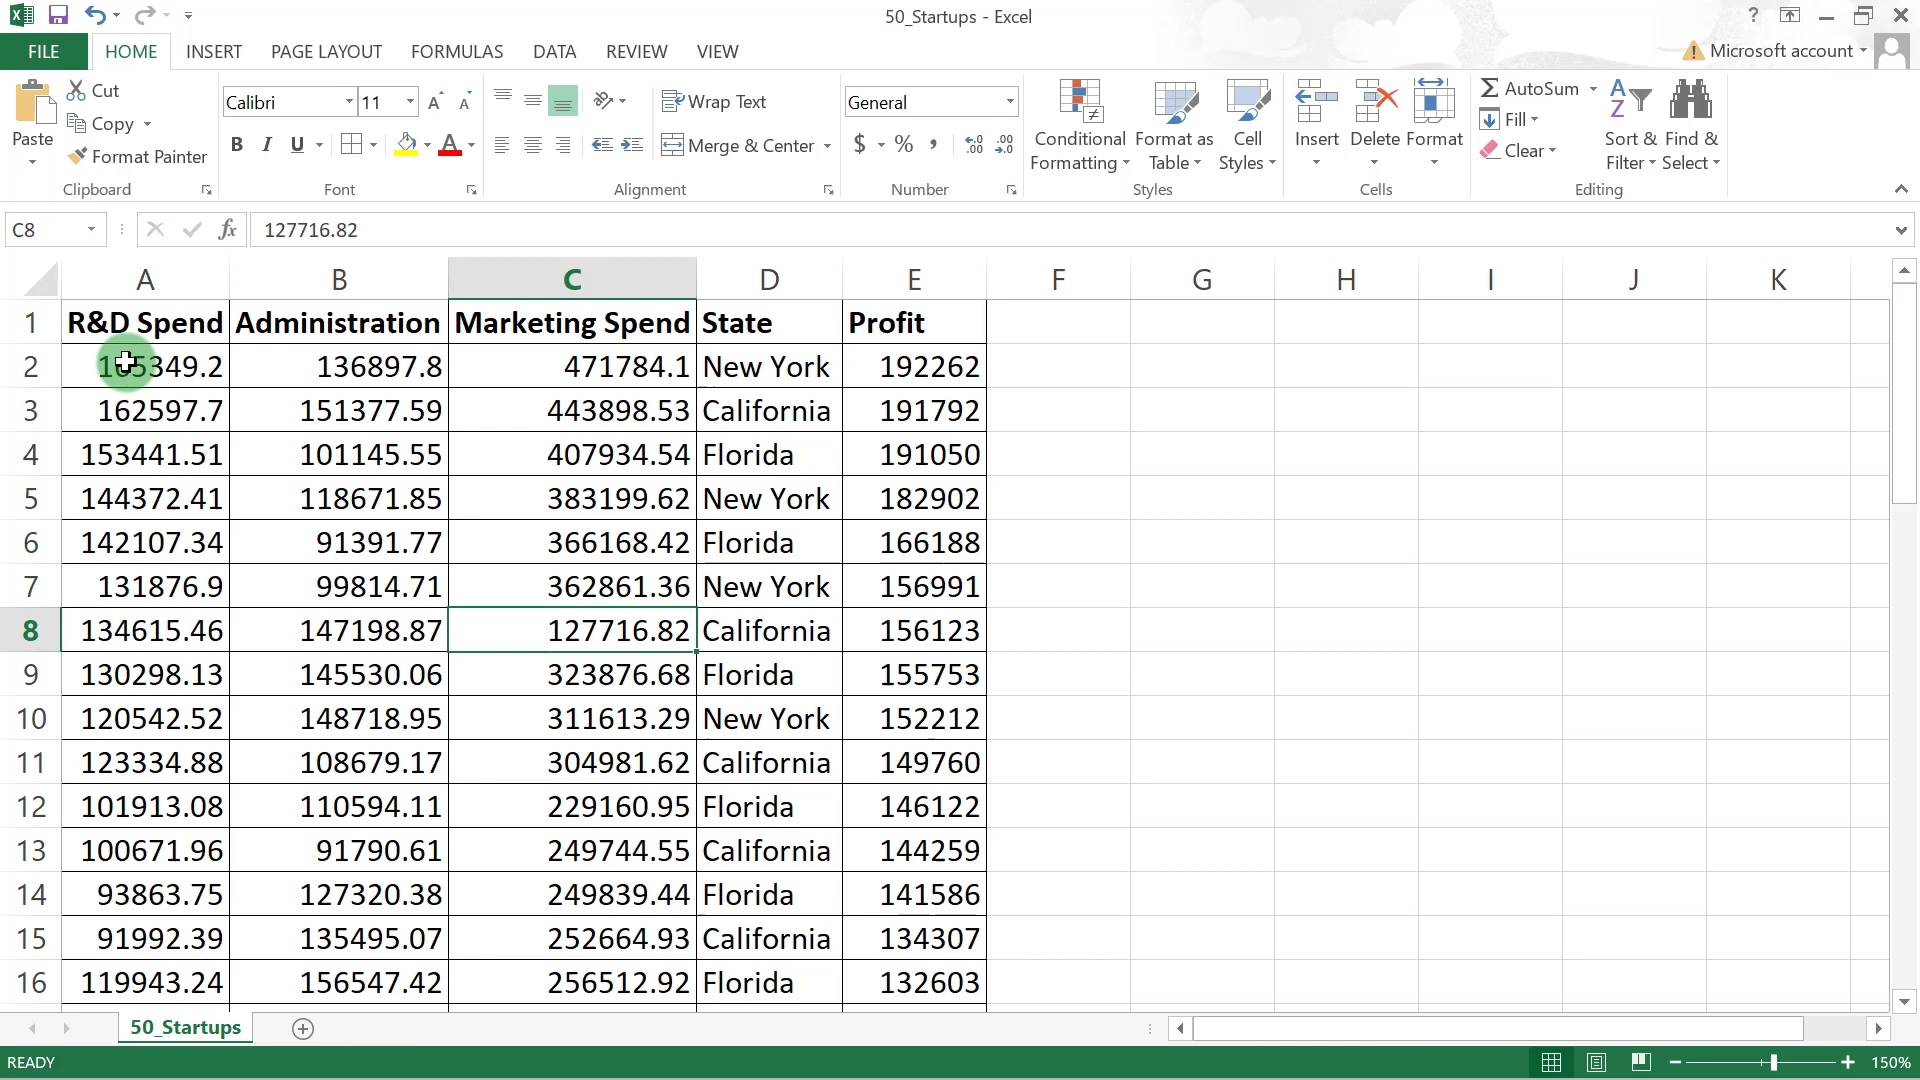 50_Startups - Excel
?
FILE HOME INSERT PAGE LAYOUT FORMULAS DATA REVIEW VIEW
Microsoft account
Paste
Cut
Copy
Format Painter
Clipboard
Calibri 11
B I U
Font
Wrap Text
Merge & Center
Alignment
General
$ % ,
Number
Conditional Formatting
Format as Table
Cell Styles
Styles
Insert
Delete
Format
Cells
AutoSum
Fill
Clear
Sort & Filter
Find & Select
Editing
C8 fx 127716.82
A B C D E F G H I J K
1 R&D Spend Administration Marketing Spend State Profit
2 165349.2 136897.8 471784.1 New York 192262
3 162597.7 151377.59 443898.53 California 191792
4 153441.51 101145.55 407934.54 Florida 191050
5 144372.41 118671.85 383199.62 New York 182902
6 142107.34 91391.77 366168.42 Florida 166188
7 131876.9 99814.71 362861.36 New York 156991
8 134615.46 147198.87 127716.82 California 156123
9 130298.13 145530.06 323876.68 Florida 155753
10 120542.52 148718.95 311613.29 New York 152212
11 123334.88 108679.17 304981.62 California 149760
12 101913.08 110594.11 229160.95 Florida 146122
13 100671.96 91790.61 249744.55 California 144259
14 93863.75 127320.38 249839.44 Florida 141586
15 91992.39 135495.07 252664.93 California 134307
16 119943.24 156547.42 256512.92 Florida 132603
50_Startups
READY
150%